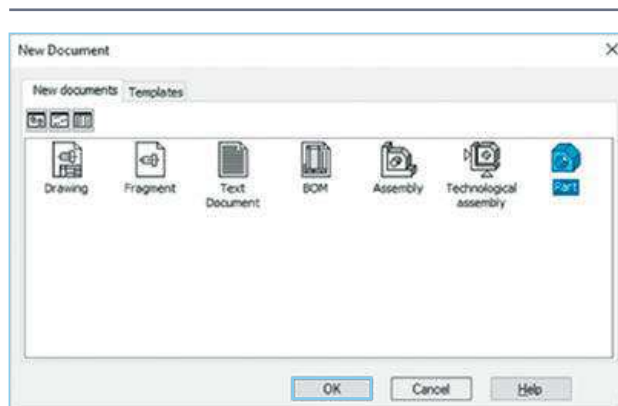 New Document
New documents Templates
Drawing Fragment Text Document BOM Assembly Technological assembly Part
OK Cancel Help